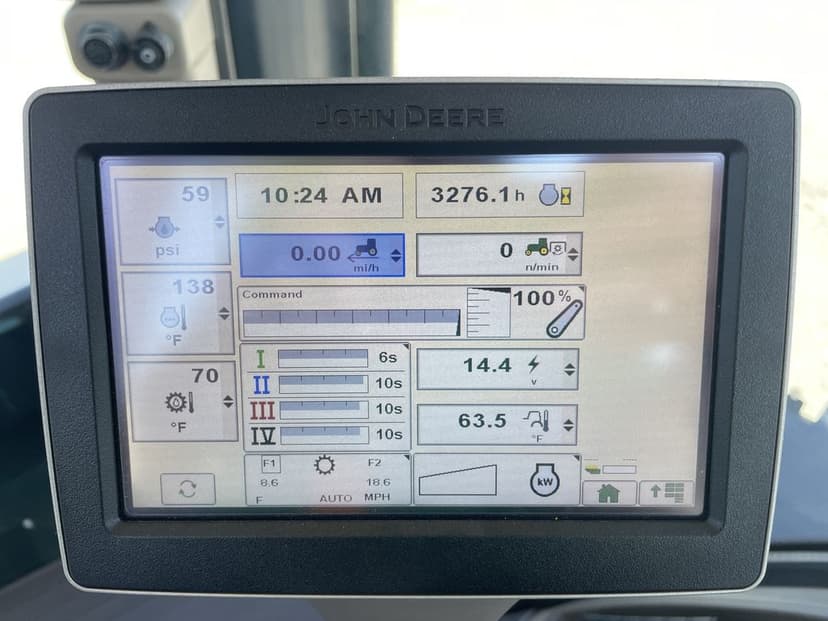 JOHN DEERE
59
psi
10:24 AM
3276.1 h
0.00
mi/h
0
n/min
138
°F
Command
100%
70
°F
I 6s
II 10s
III 10s
IV 10s
14.4
V
63.5
°F
F1 F2
8.6 18.6
F AUTO MPH
kW